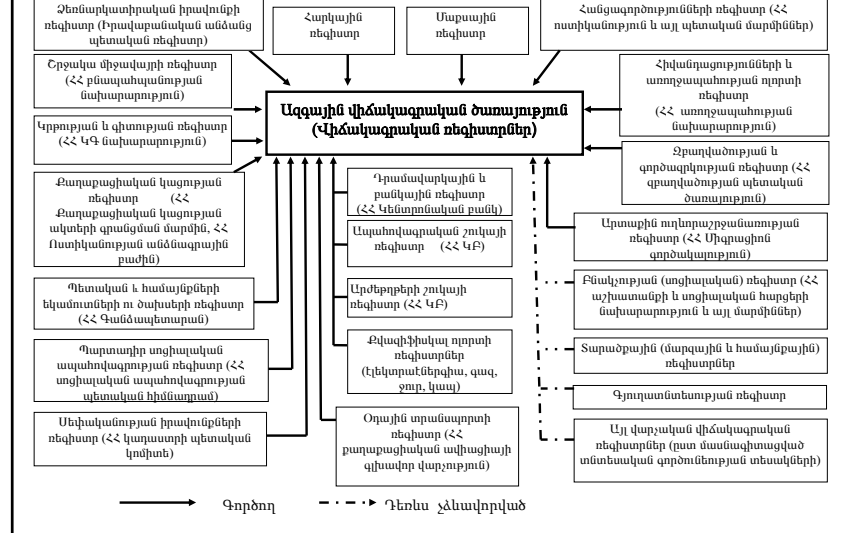 Ձեռնարկատիրական իրավունքի
ռեգիստր (Իրավաբանական անձանց
պետական ռեգիստր)
Հարկային
ռեգիստր
Մաքսային
ռեգիստր
Հանցագործությունների ռեգիստր (ՀՀ
ոստիկանություն և այլ պետական մարմիններ)
Շրջակա միջավայրի ռեգիստր
(ՀՀ բնապահպանության
նախարարություն)
Ազգային վիճակագրական ծառայություն
(Վիճակագրական ռեգիստրներ)
Հիվանդացությունների և
առողջապահության ոլորտի
ռեգիստր
(ՀՀ առողջապահության
նախարարություն)
Կրթության և գիտության ռեգիստր
(ՀՀ ԿԳ նախարարություն)
Զբաղվածության և
գործազրկության ռեգիստր (ՀՀ
զբաղվածության պետական
ծառայություն)
Քաղաքացիական կացության
ռեգիստր (ՀՀ
Քաղաքացիական կացության
ակտերի գրանցման մարմին, ՀՀ
Ոստիկանության անձնագրային
բաժին)
Դրամավարկային և
բանկային ռեգիստր
(ՀՀ Կենտրոնական բանկ)
Արտաքին ուղևորաշրջանառության
ռեգիստր (ՀՀ Միգրացիոն
գործակալություն)
Ապահովագրական շուկայի
ռեգիստր (ՀՀ ԿԲ)
Պետական և համայնքների
եկամուտների ու ծախսերի ռեգիստր
(ՀՀ Գանձապետարան)
Արժեթղթերի շուկայի
ռեգիստր (ՀՀ ԿԲ)
Բնակչության (սոցիալական) ռեգիստր (ՀՀ
աշխատանքի և սոցիալական հարցերի
նախարարություն և այլ մարմիններ)
Պարտադիր սոցիալական
ապահովագրության ռեգիստր (ՀՀ
սոցիալական ապահովագրության
պետական հիմնադրամ)
Քվազիֆիսկալ ոլորտի
ռեգիստրներ
(էլեկտրաէներգիա, գազ,
ջուր, կապ)
Տարածքային (մարզային և համայնքային)
ռեգիստրներ
Գյուղատնտեսության ռեգիստր
Սեփականության իրավունքների
ռեգիստր (ՀՀ կադաստրի պետական
կոմիտե)
Օդային տրանսպորտի
ռեգիստր (ՀՀ
քաղաքացիական ավիացիայի
գլխավոր վարչություն)
Այլ վարչական վիճակագրական
ռեգիստրներ (ըստ մասնագիտացված
տնտեսական գործունեության տեսակների)
Գործող
Դեռևս չձևավորված